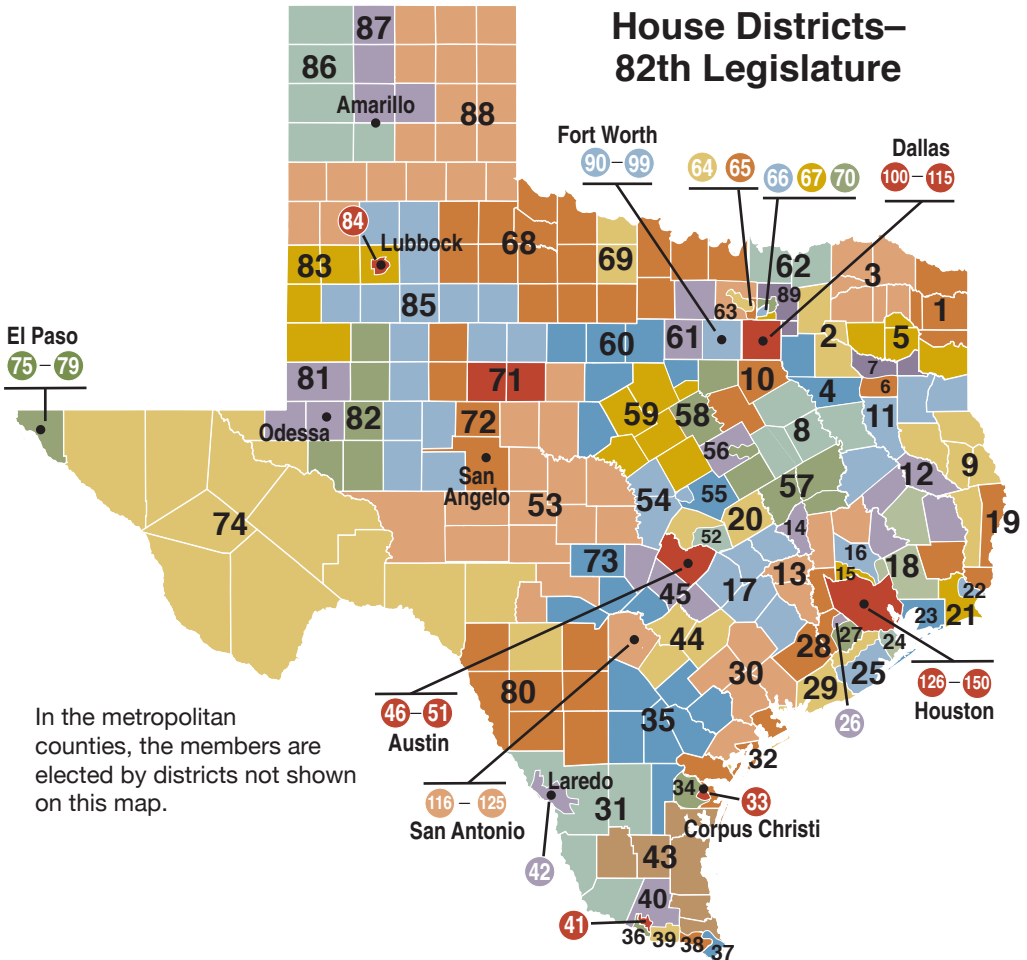 House Districts–
82th Legislature
87
86
Amarillo
88
Fort Worth
90 – 99
64 65
66 67 70
Dallas
100 – 115
84
Lubbock
68
69
83
85
62
3
89
63
1
El Paso
75 – 79
60
61
2
5
7
81
71
10
4
6
Odessa
82
72
59
58
8
11
San
Angelo
56
9
12
74
53
54
55
57
20
19
14
52
16
73
13
15
18
45
17
22
23
21
44
28
27
24
30
25
80
29
126 – 150
Houston
46 – 51
Austin
26
35
In the metropolitan
counties, the members are
elected by districts not shown
on this map.
32
Laredo
34
116 – 125
San Antonio
31
33
Corpus Christi
43
42
40
41
36 39 38 37